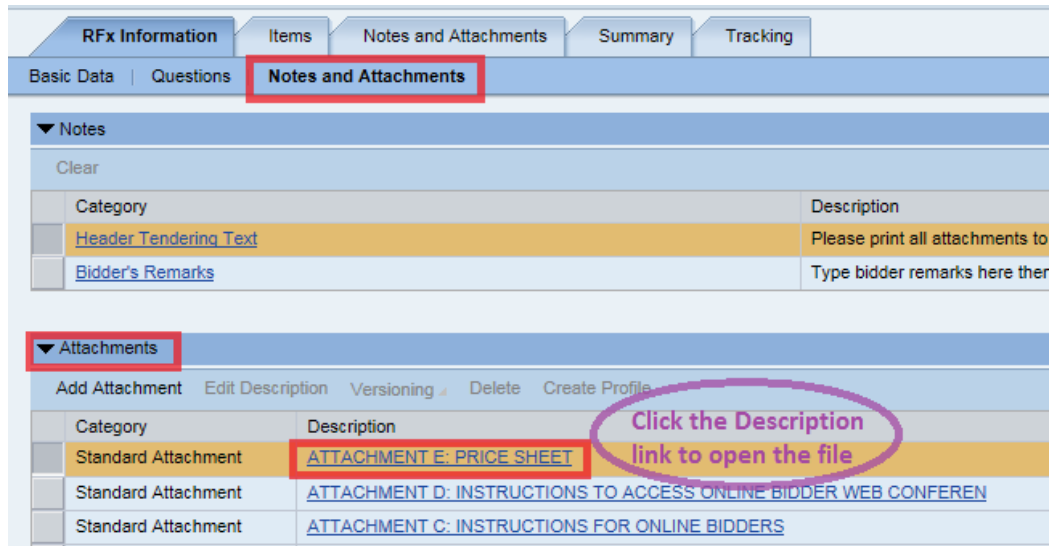 RFx Information Items Notes and Attachments Summary Tracking
Basic Data | Questions Notes and Attachments
Notes
Clear
Category Description
Header Tendering Text Please print all attachments to
Bidder's Remarks Type bidder remarks here then
Attachments
Add Attachment Edit Description Versioning Delete Create Profile
Category Description
Standard Attachment ATTACHMENT E: PRICE SHEET
Standard Attachment ATTACHMENT D: INSTRUCTIONS TO ACCESS ONLINE BIDDER WEB CONFEREN
Standard Attachment ATTACHMENT C: INSTRUCTIONS FOR ONLINE BIDDERS
Click the Description
link to open the file